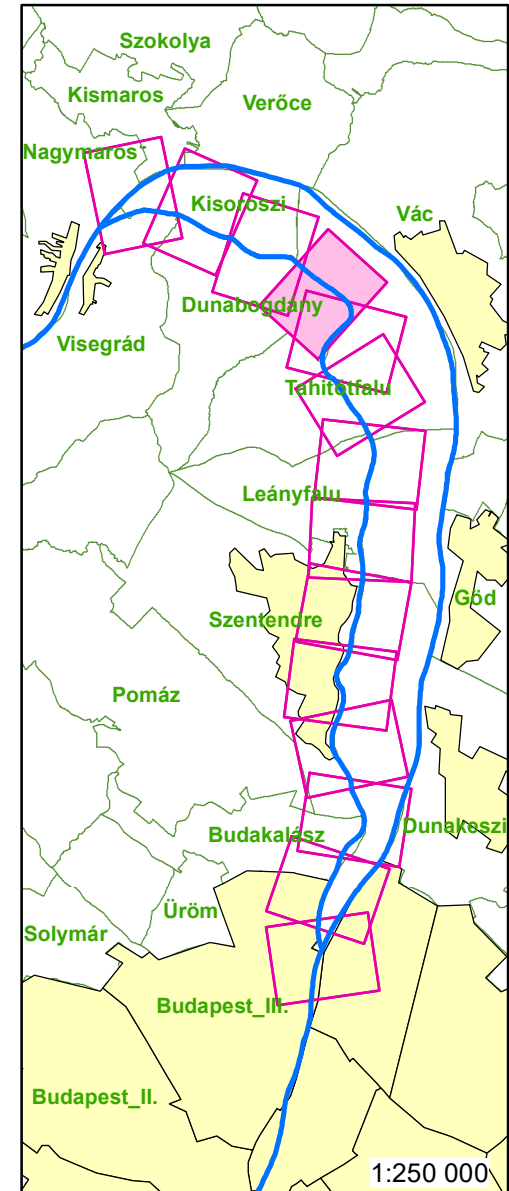 Szokolya
Kismaros
Verőce
Nagymaros
Kisoroszi
Vác
Dunabogdány
Visegrád
Tahitótfalu
Leányfalu
Göd
Szentendre
Pomáz
Dunakeszi
Budakalász
Üröm
Solymár
Budapest_III.
Budapest_II.
1:250 000